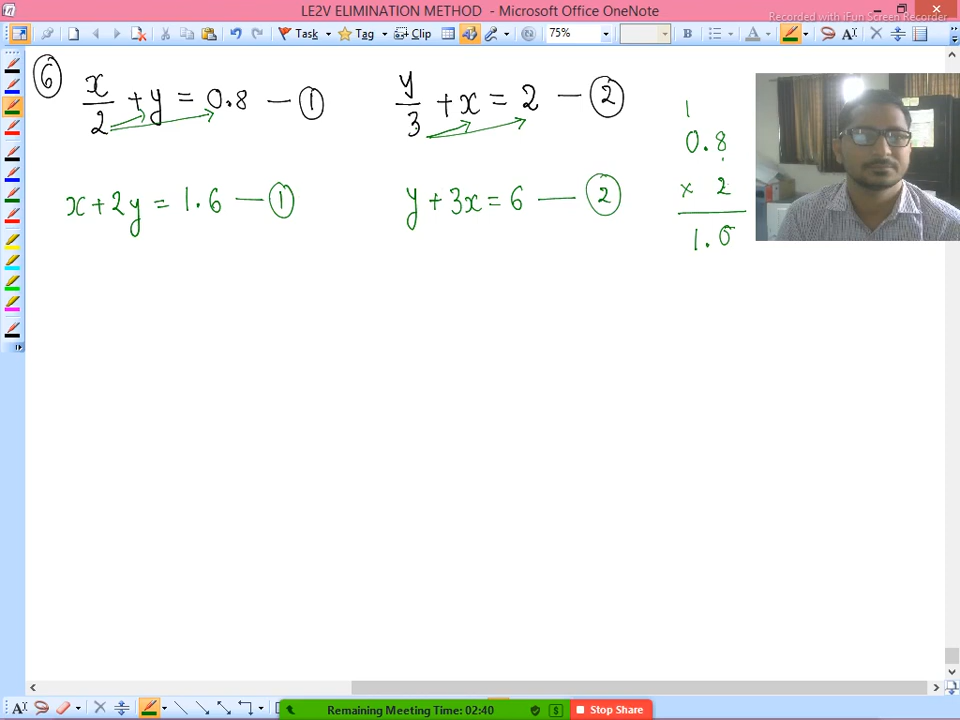 LE2V ELIMINATION METHOD - Microsoft Office OneNote
Recorded with iFun Screen Recorder
Task Tag Clip 75% B A
⑥ x/2 + y = 0.8 — ① y/3 + x = 2 — ②
1
0.8
× 2
1.6
x + 2y = 1.6 — ① y + 3x = 6 — ②
Remaining Meeting Time: 02:40 Stop Share